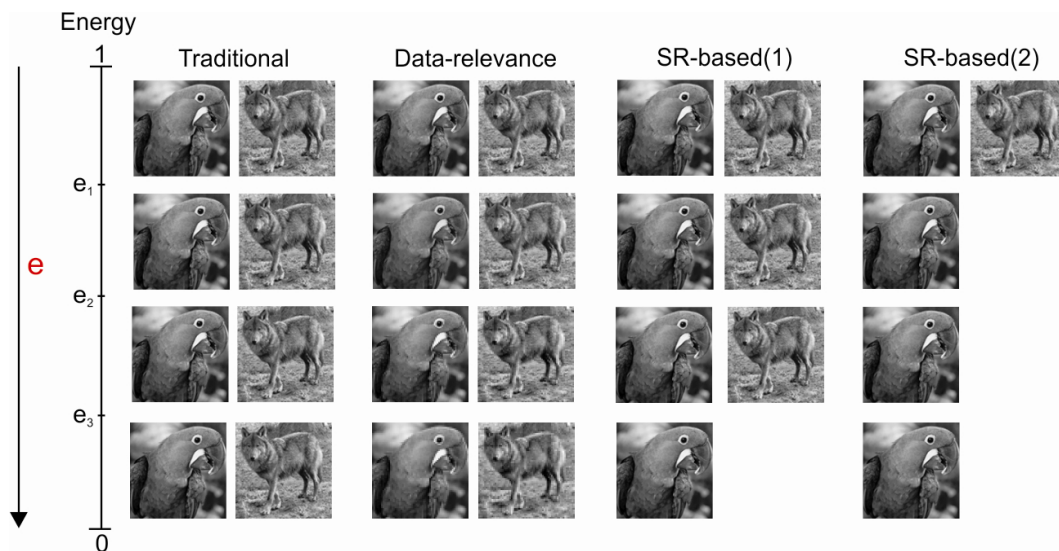 Energy
1
Traditional
Data-relevance
SR-based(1)
SR-based(2)
e1
e
e2
e3
0